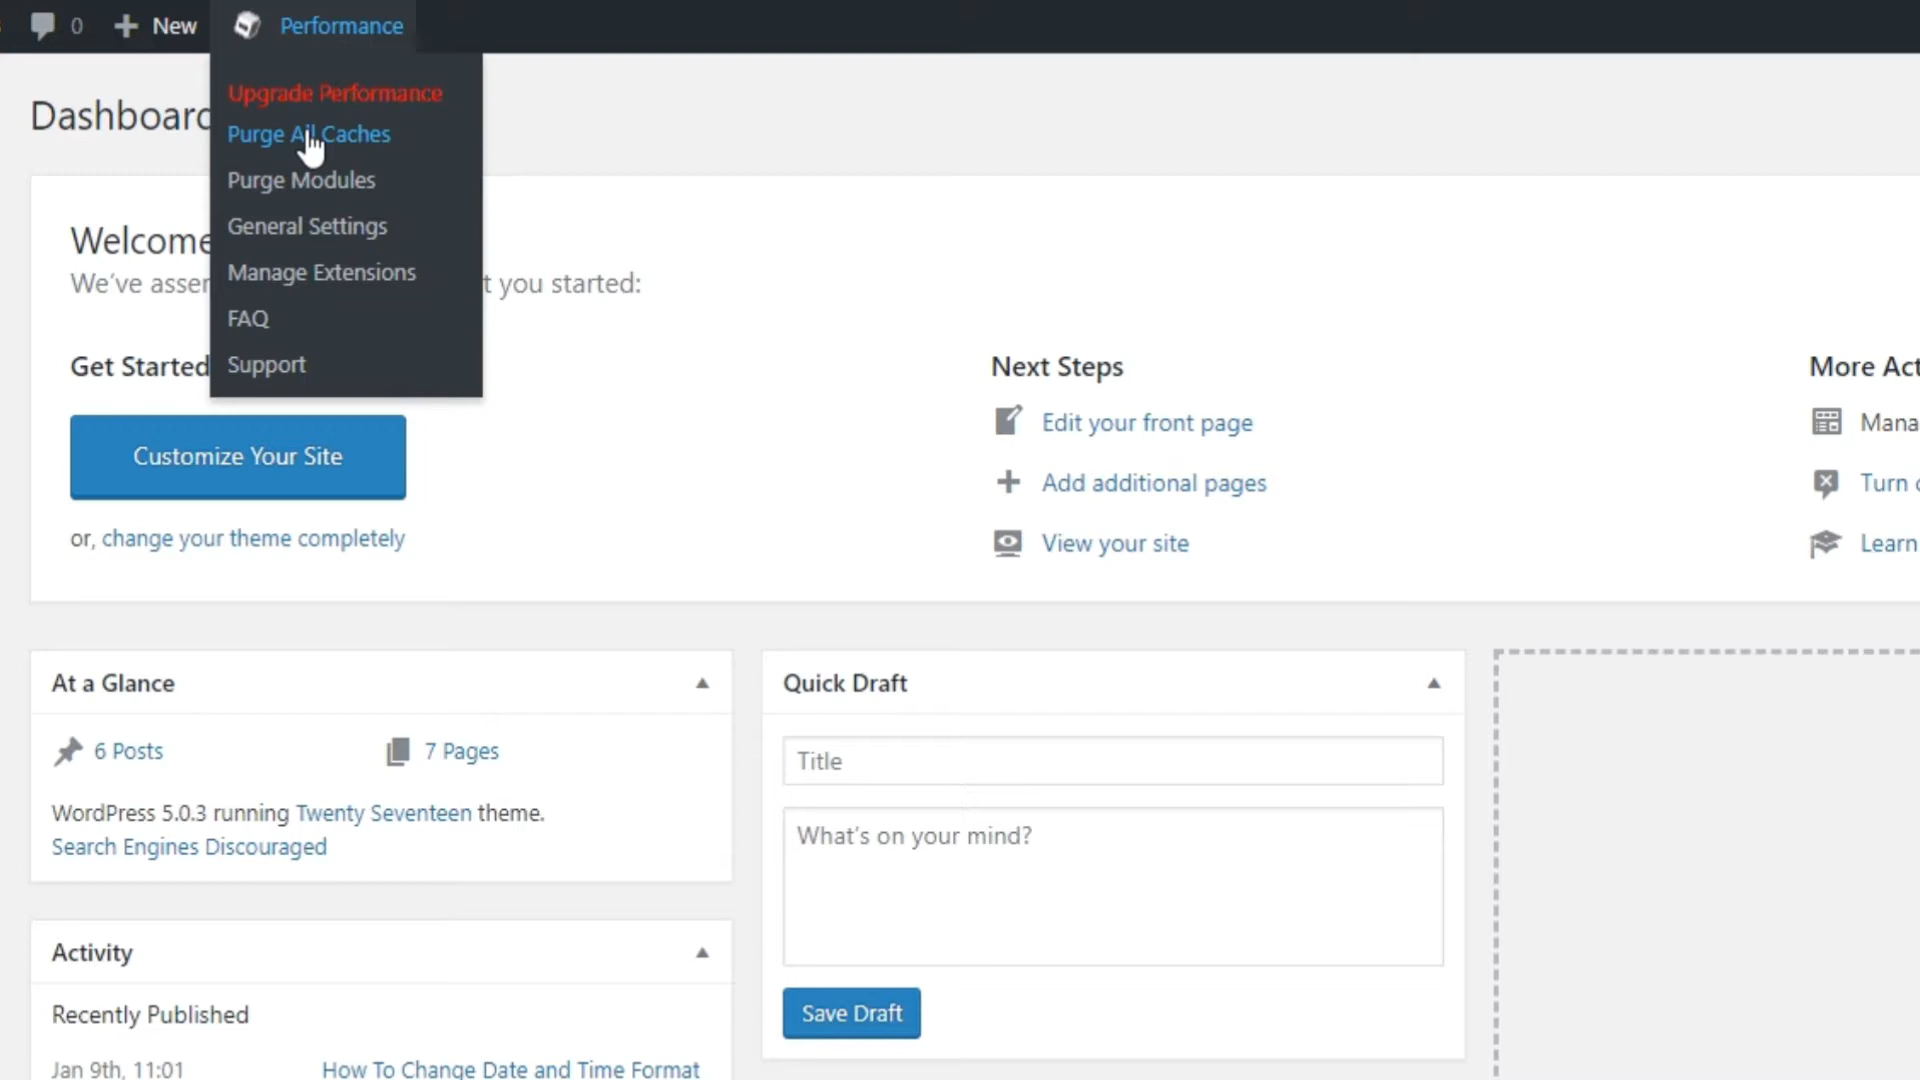 0 New Performance
Upgrade Performance
Purge All Caches
Purge Modules
General Settings
Manage Extensions
FAQ
Support
Dashboard
Welcome
We've t you started:
Get Started
Customize Your Site
or, change your theme completely
Next Steps
Edit your front page
Add additional pages
View your site
More Act
Mana
Turn
Learn
At a Glance
6 Posts 7 Pages
WordPress 5.0.3 running Twenty Seventeen theme.
Search Engines Discouraged
Activity
Recently Published
Jan 9th, 11:01 How To Change Date and Time Format
Quick Draft
Title
What's on your mind?
Save Draft